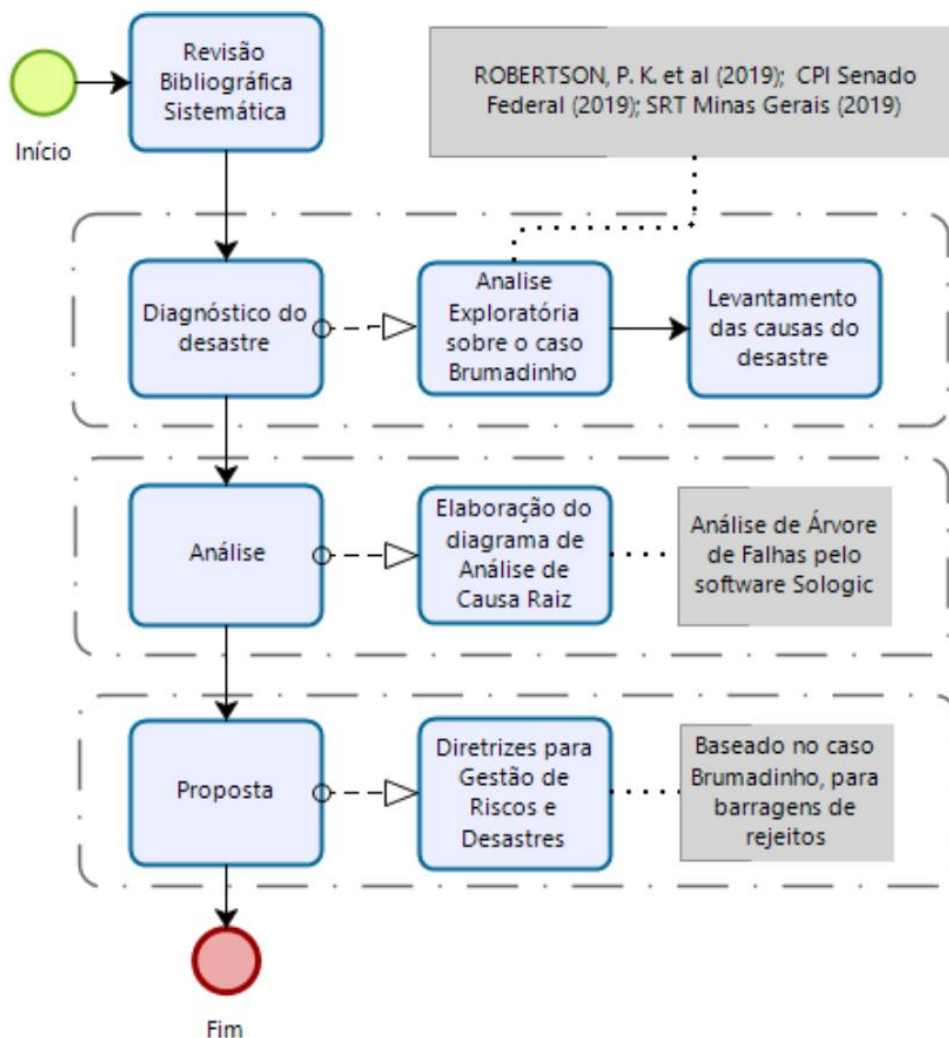 Revisão
Bibliográfica
Sistemática
Início
ROBERTSON, P. K. et al (2019);  CPI Senado
Federal (2019); SRT Minas Gerais (2019)
Diagnóstico do
desastre
Analise
Exploratória
sobre o caso
Brumadinho
Levantamento
das causas do
desastre
Análise
Elaboração do
diagrama de
Análise de
Causa Raiz
Análise de Árvore
de Falhas pelo
software Sologic
Proposta
Diretrizes para
Gestão de
Riscos e
Desastres
Baseado no caso
Brumadinho, para
barragens de
rejeitos
Fim